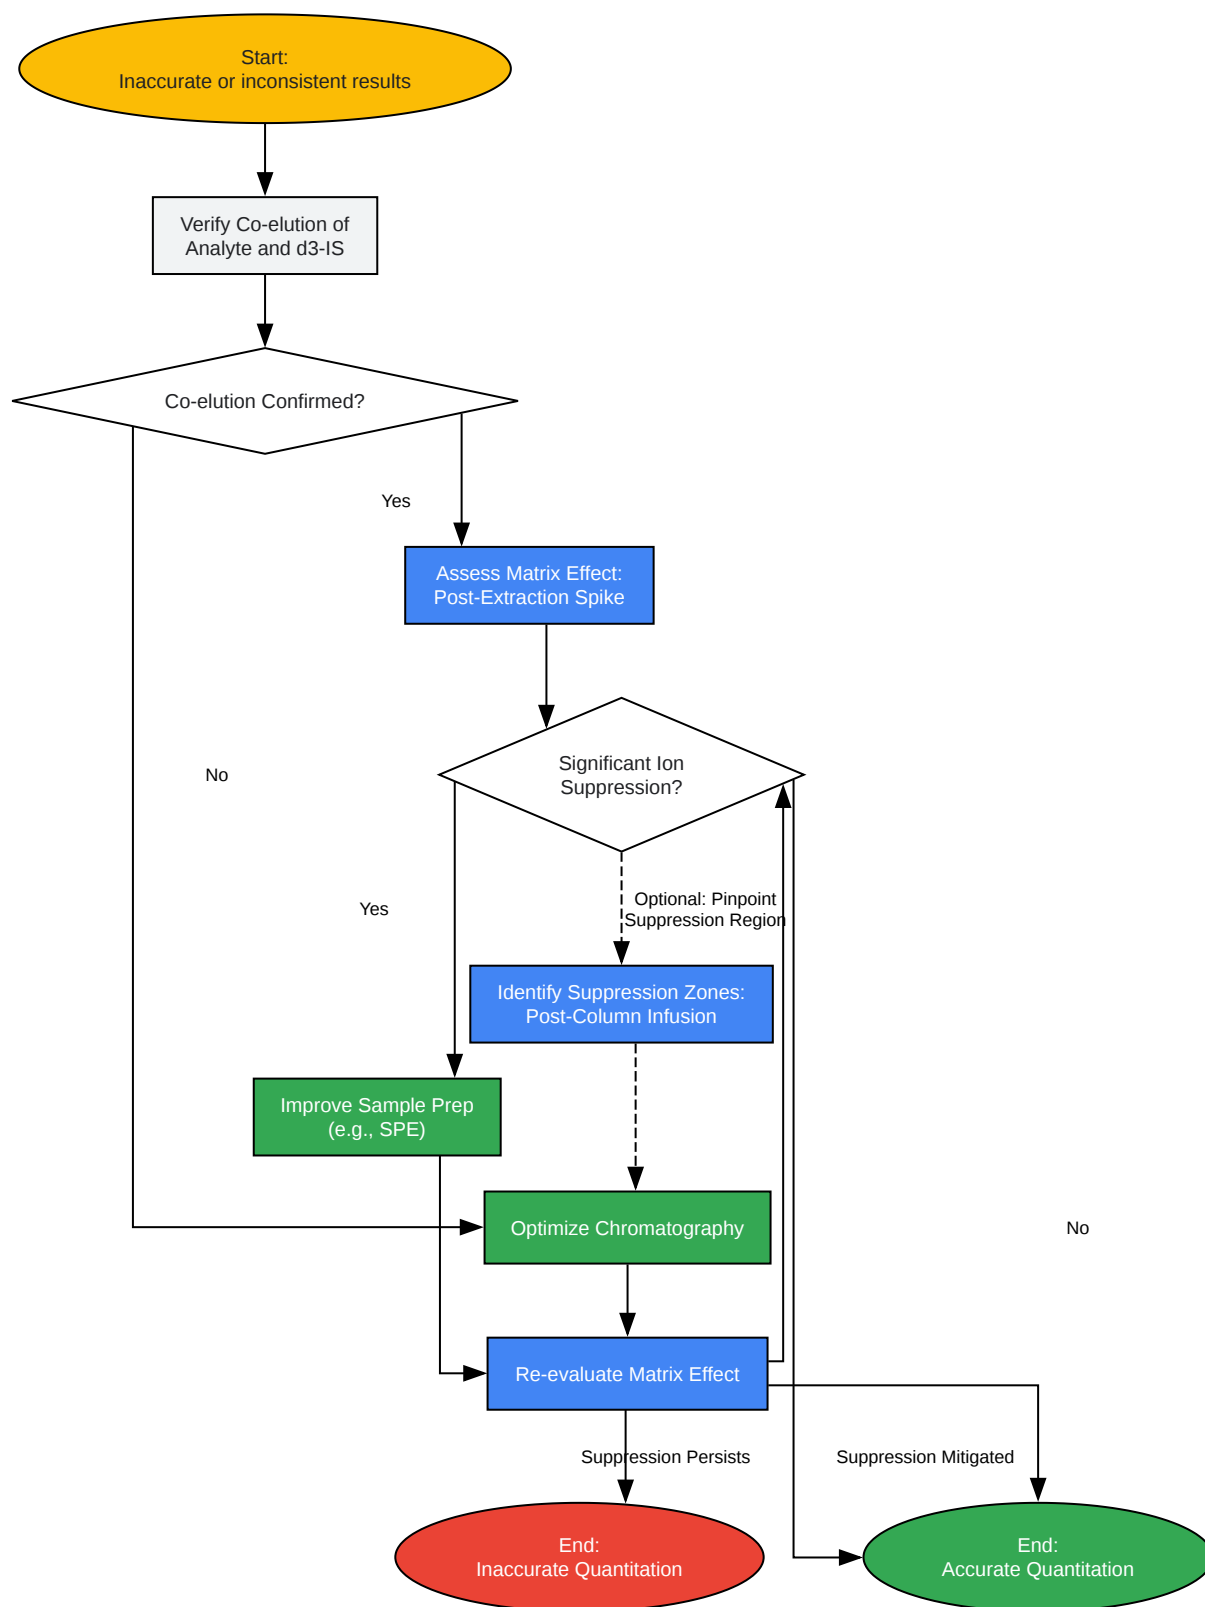 Start:
Inaccurate or inconsistent results
Verify Co-elution of
Analyte and d3-IS
Co-elution Confirmed?
Yes
Assess Matrix Effect:
Post-Extraction Spike
No
Significant Ion
Suppression?
Yes
Optional: Pinpoint
Suppression Region
Identify Suppression Zones:
Post-Column Infusion
Improve Sample Prep
(e.g., SPE)
Optimize Chromatography
No
Re-evaluate Matrix Effect
Suppression Persists
Suppression Mitigated
End:
Inaccurate Quantitation
End:
Accurate Quantitation